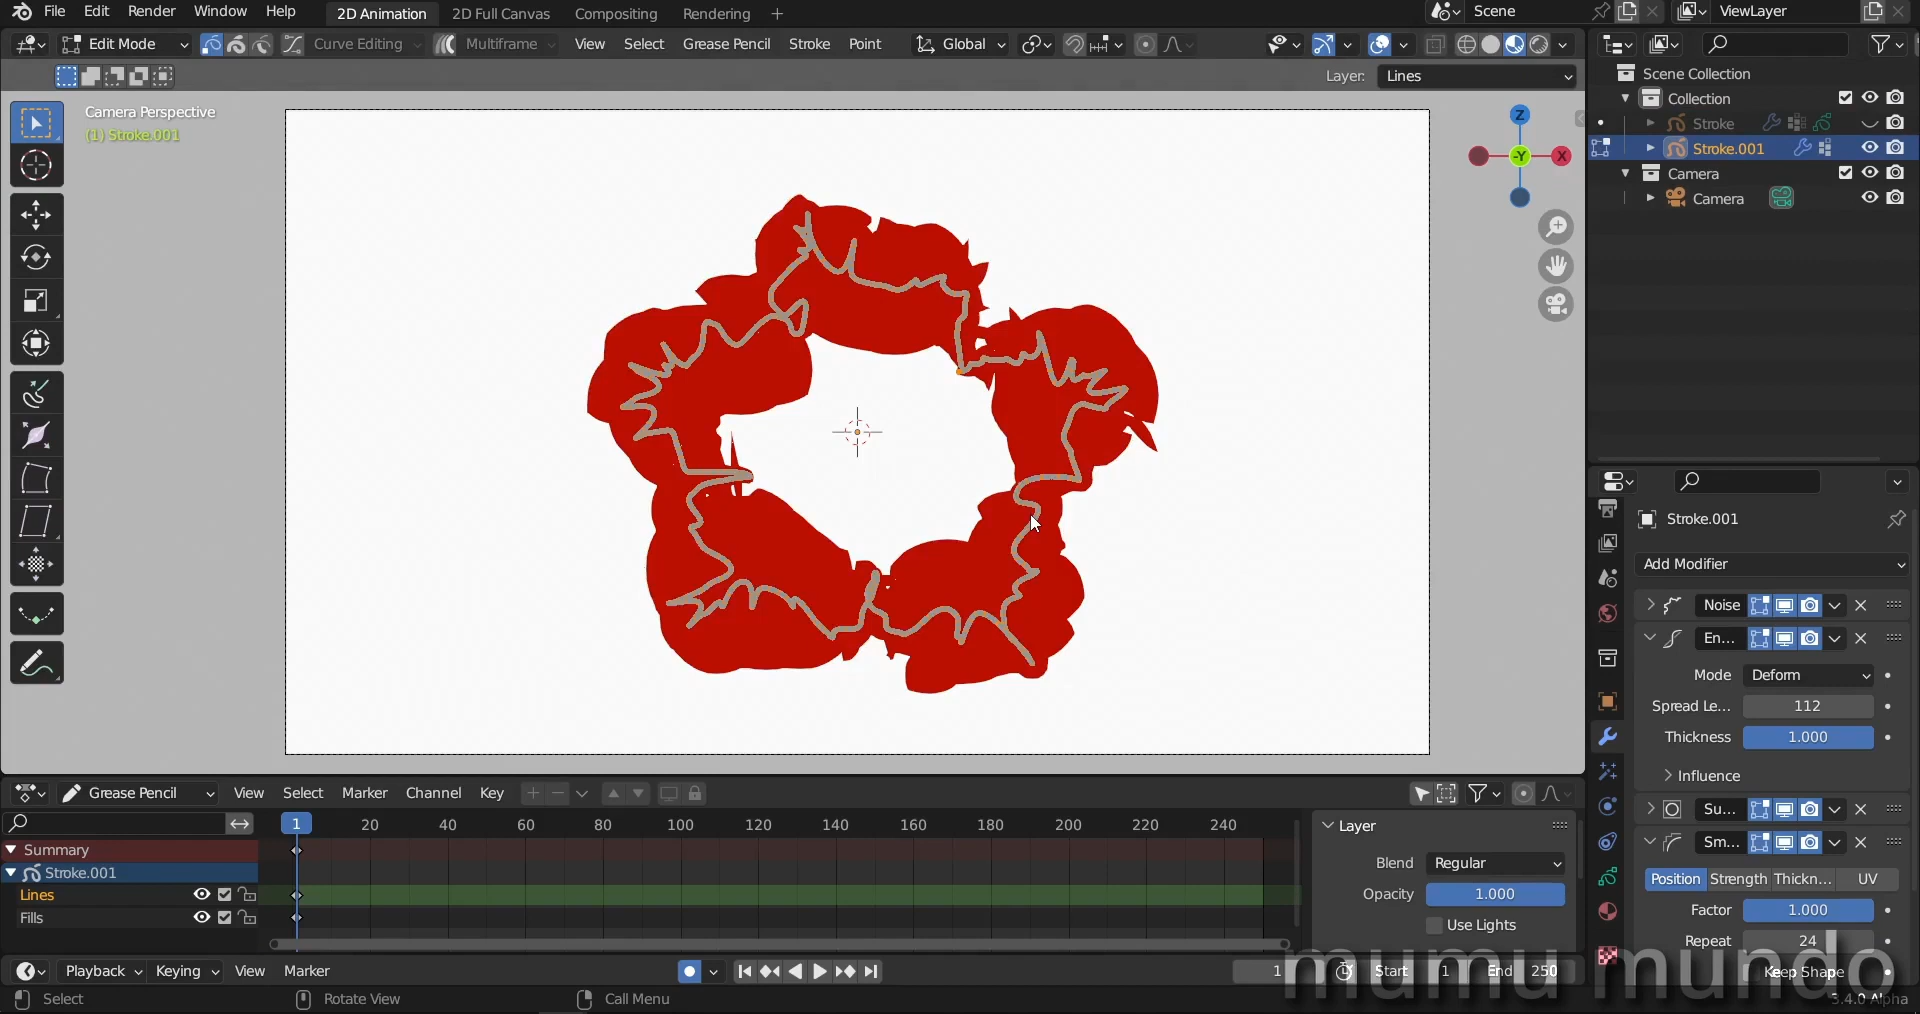 File Edit Render Window Help 2D Animation 2D Full Canvas Compositing Rendering + Scene ViewLayer
Edit Mode Curve Editing Multiframe View Select Grease Pencil Stroke Point Global
Layer: Lines
Camera Perspective
(1) Stroke.001
Z
-Y X
Scene Collection
Collection
Stroke
Stroke.001
Camera
Camera
Stroke.001
Add Modifier
Noise
En...
Mode Deform
Spread Le... 112
Thickness 1.000
Influence
Su...
Sm...
Position Strength Thickn... UV
Factor 1.000
Repeat 24
Keep Shape
Grease Pencil View Select Marker Channel Key
1 20 40 60 80 100 120 140 160 180 200 220 240
Summary
Stroke.001
Lines
Fills
Layer
Blend Regular
Opacity 1.000
Use Lights
Playback Keying View Marker 1 Start 1 End 250
mumu mundo
Select Rotate View Call Menu 3.4.0 Alpha